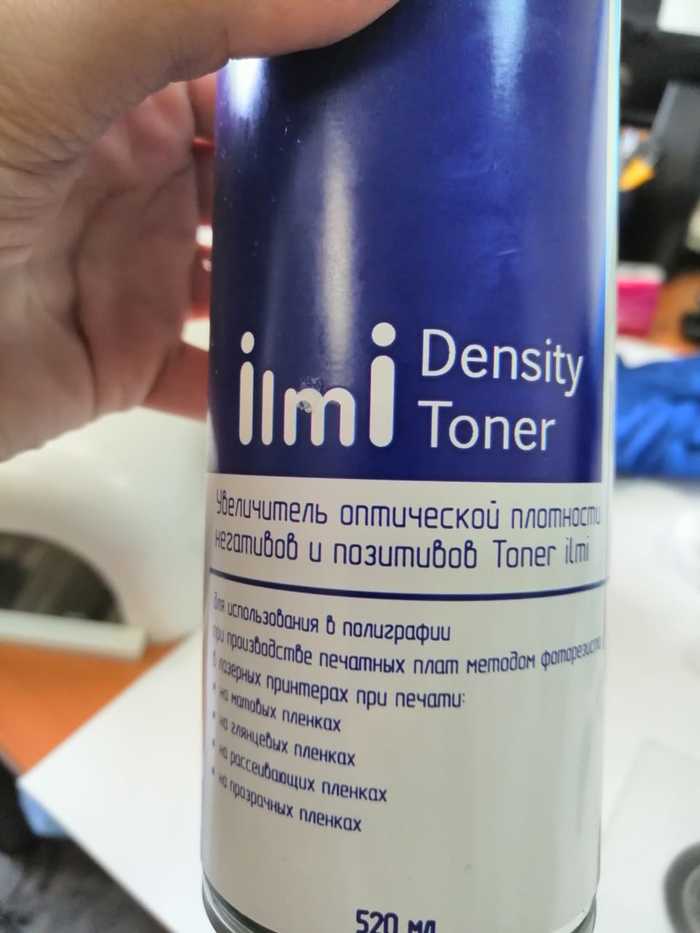 ilmi Density
Toner
Увеличитель оптической плотности
негативов и позитивов Toner ilmi
для использования в полиграфии
при производстве печатных плат методом
в лазерных принтерах при печати:
• на матовых пленках
• на глянцевых пленках
• на рассеивающих пленках
• на прозрачных пленках
520 мл